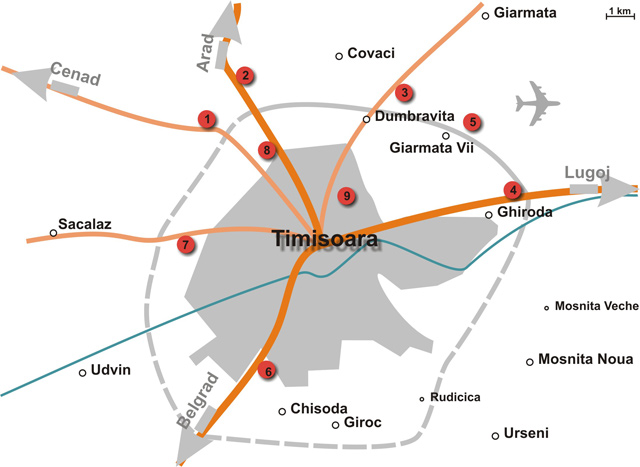 Giarmata
1 km
Arad
Covaci
Cenad
2
3
1
Dumbravita
5
Giarmata Vii
8
Lugoj
9
4
Ghiroda
Sacalaz
7
Timisoara
Mosnita Veche
Udvin
6
Mosnita Noua
Belgrad
Rudicica
Chisoda
Giroc
Urseni